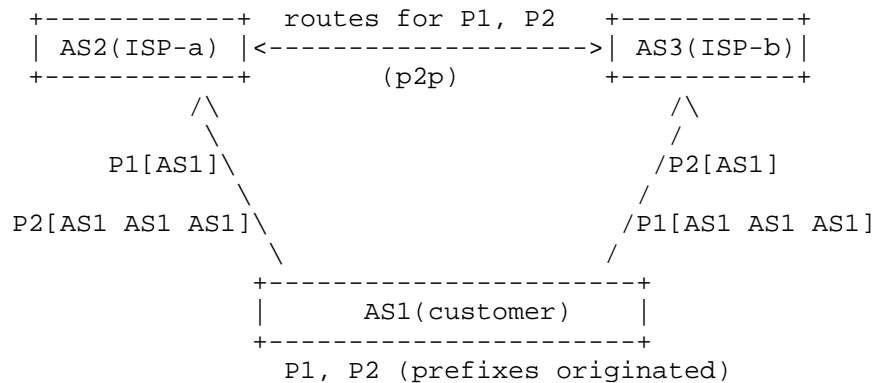 routes for P1, P2
AS2(ISP-a) AS3(ISP-b)
(p2p)
P1[AS1] P2[AS1]
P2[AS1 AS1 AS1] P1[AS1 AS1 AS1]
AS1(customer)
P1, P2 (prefixes originated)